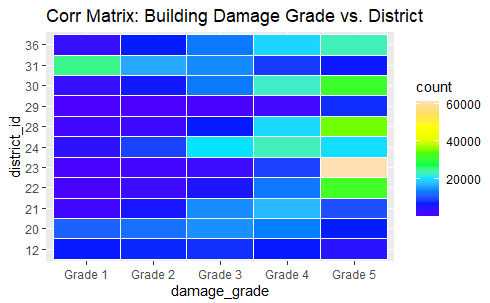 Corr Matrix: Building Damage Grade vs. District
36
31
30
29
28
24
23
22
21
20
12
district_id
Grade 1 Grade 2 Grade 3 Grade 4 Grade 5
damage_grade
count
60000
40000
20000